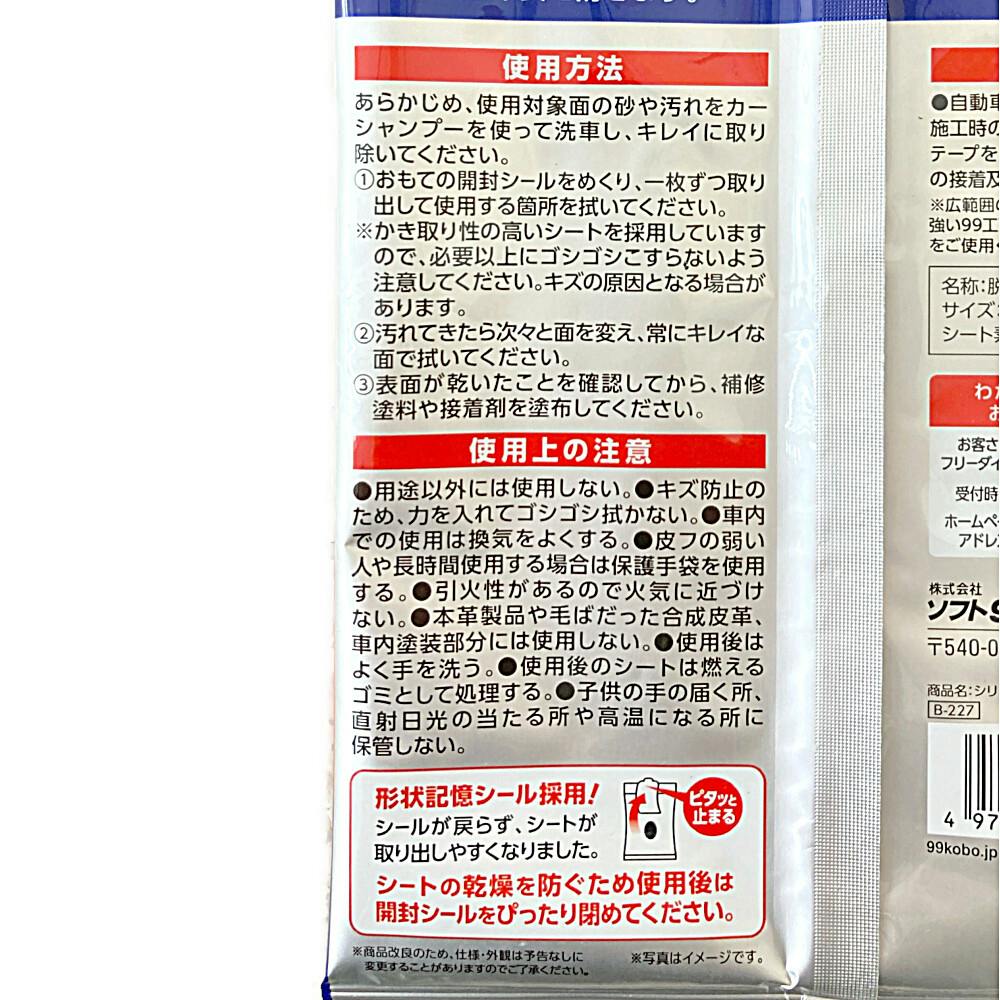 使用方法
あらかじめ、使用対象面の砂や汚れをカー
シャンプーを使って洗車し、キレイに取り
除いてください。
①おもての開封シールをめくり、一枚ずつ取り
出して使用する箇所を拭いてください。
※かき取り性の高いシートを採用しています
ので、必要以上にゴシゴシこすらないよう
注意してください。キズの原因となる場合が
あります。
②汚れてきたら次々と面を変え、常にキレイな
面で拭いてください。
③表面が乾いたことを確認してから、補修
塗料や接着剤を塗布してください。
使用上の注意
●用途以外には使用しない。●キズ防止の
ため、力を入れてゴシゴシ拭かない。●車内
での使用は換気をよくする。●皮フの弱い
人や長時間使用する場合は保護手袋を使用
する。●引火性があるので火気に近づけ
ない。●本革製品や毛ばだった合成皮革、
車内塗装部分には使用しない。●使用後は
よく手を洗う。●使用後のシートは燃える
ゴミとして処理する。●子供の手の届く所、
直射日光の当たる所や高温になる所に
保管しない。
形状記憶シール採用!
シールが戻らず、シートが
取り出しやすくなりました。
ピタッと
止まる
シートの乾燥を防ぐため使用後は
開封シールをぴったり閉めてください。
※商品改良のため、仕様・外観は予告なしに
変更することがありますのでご了承ください。
※写真はイメージです。
●自動車
施工時の
テープを
の接着及
※広範囲の
強い99工
をご使用
名称:脱
サイズ:
シート素
わか
お
お客さ
フリーダイ
受付時
ホームペ
アドレ
株式会社
ソフト99
〒540-0
商品名:シリ
B-227
4 97
99kobo.jp